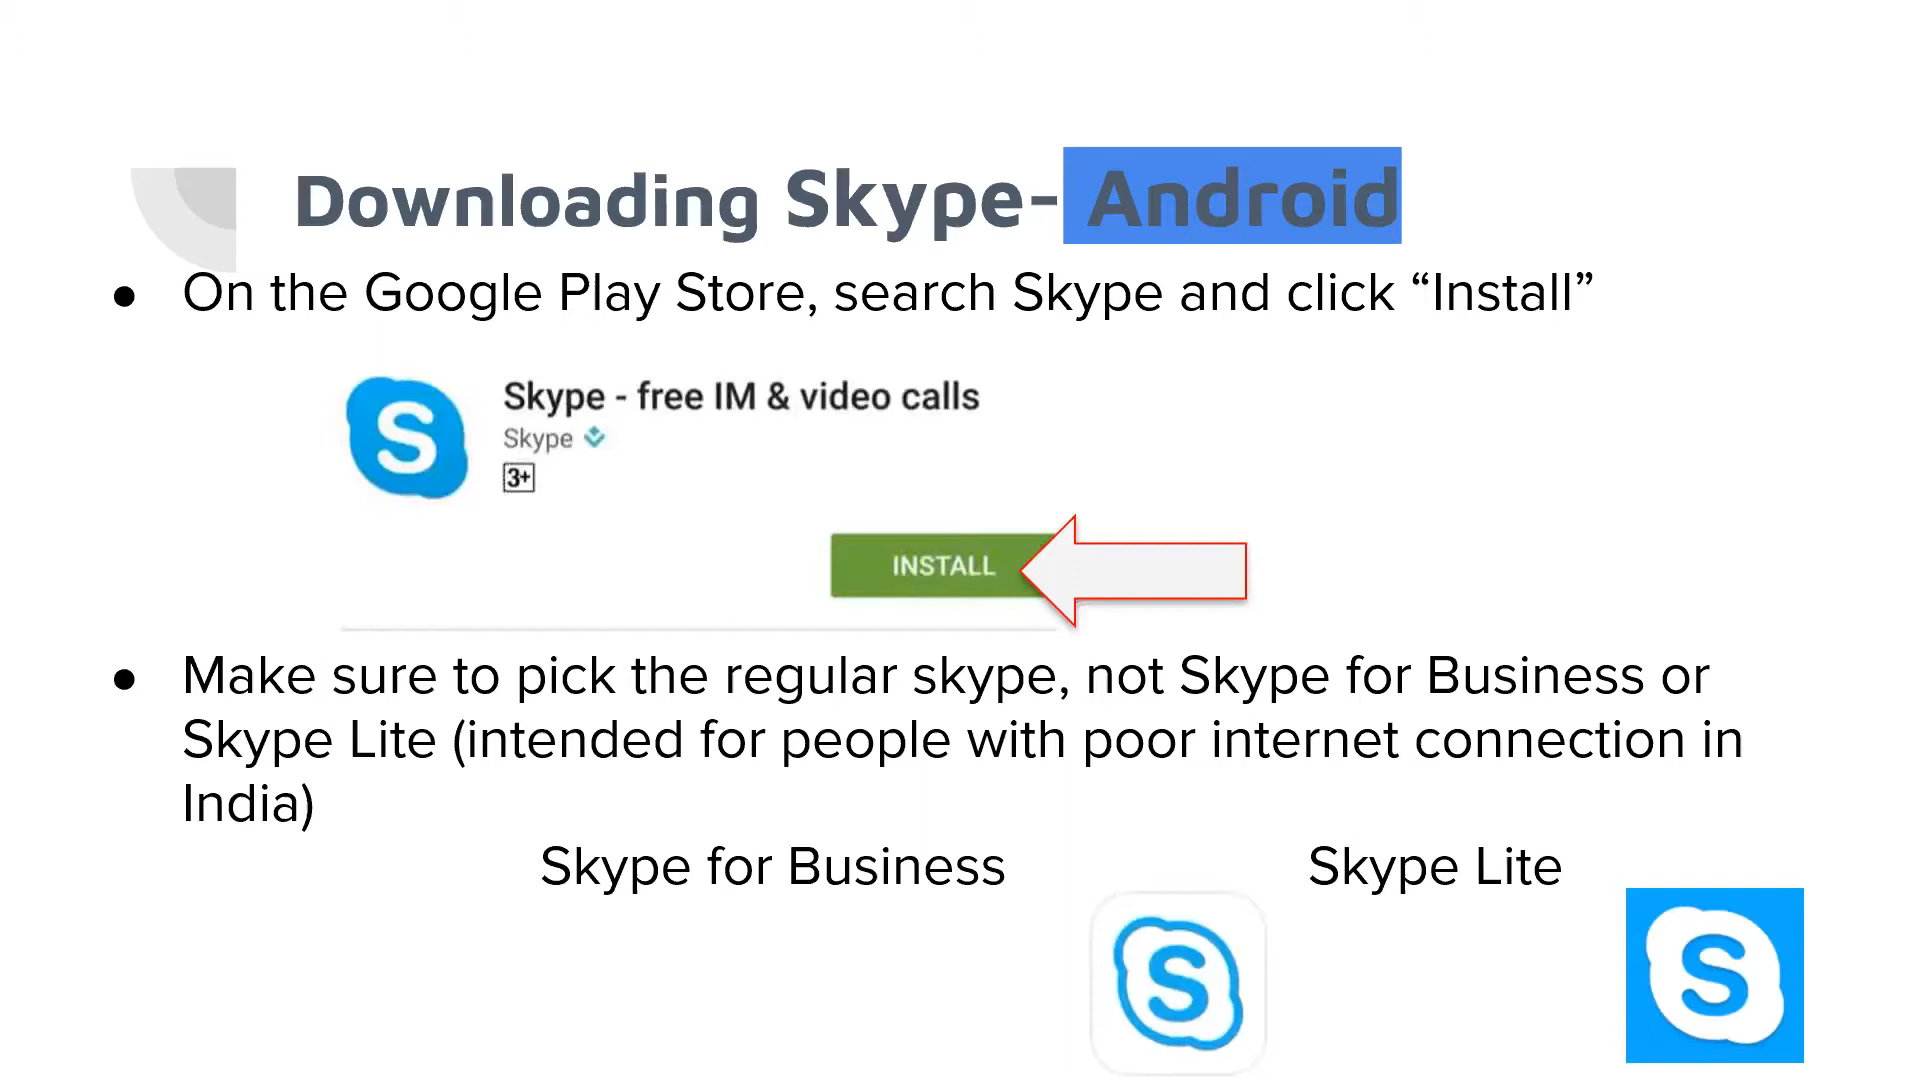 Downloading Skype- Android
● On the Google Play Store, search Skype and click “Install”
Skype - free IM & video calls
Skype
3+
INSTALL
● Make sure to pick the regular skype, not Skype for Business or
Skype Lite (intended for people with poor internet connection in
India)
Skype for Business Skype Lite